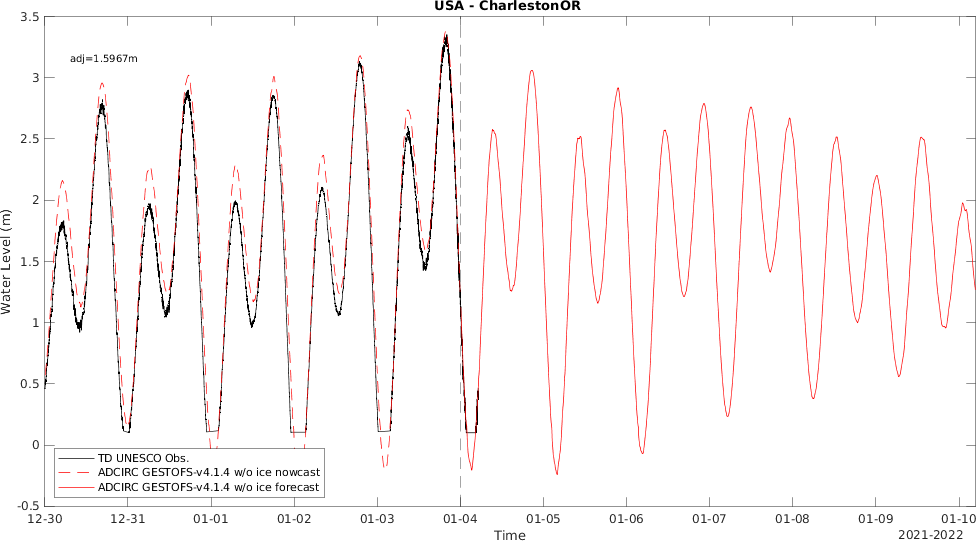 USA - CharlestonOR
adj=1.5967m
3.5
3
2.5
2
1.5
1
0.5
0
-0.5
Water Level (m)
TD UNESCO Obs.
ADCIRC GESTOFS-v4.1.4 w/o ice nowcast
ADCIRC GESTOFS-v4.1.4 w/o ice forecast
12-30 12-31 01-01 01-02 01-03 01-04 01-05 01-06 01-07 01-08 01-09 01-10
Time
2021-2022